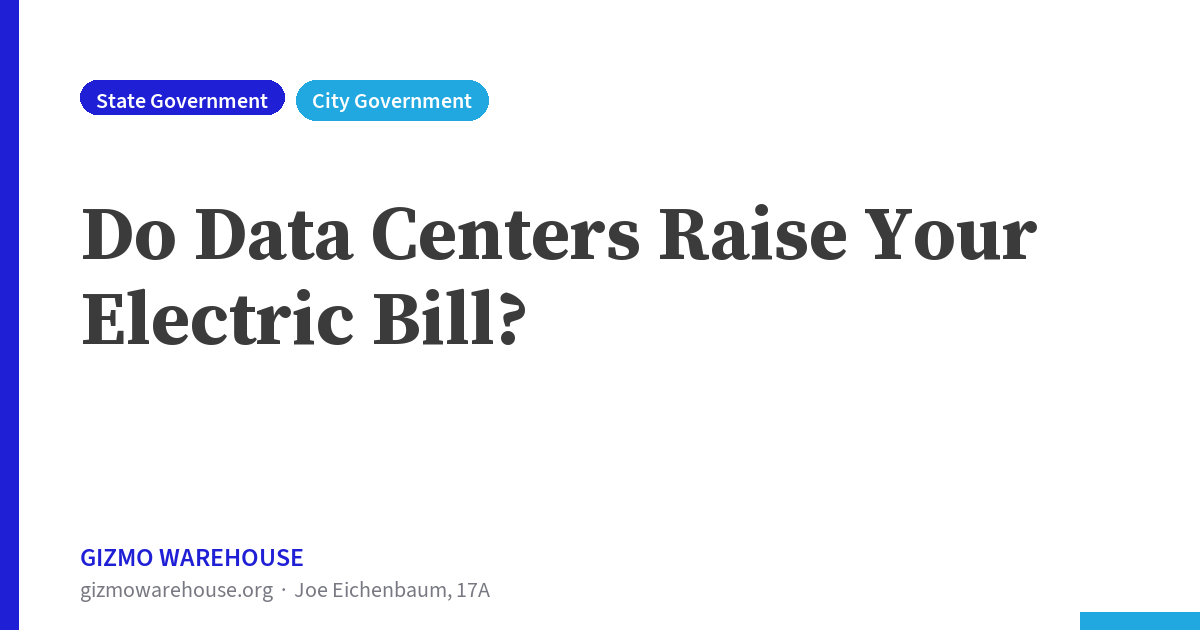 State Government City Government
Do Data Centers Raise Your
Electric Bill?
GIZMO WAREHOUSE
gizmowarehouse.org · Joe Eichenbaum, 17A